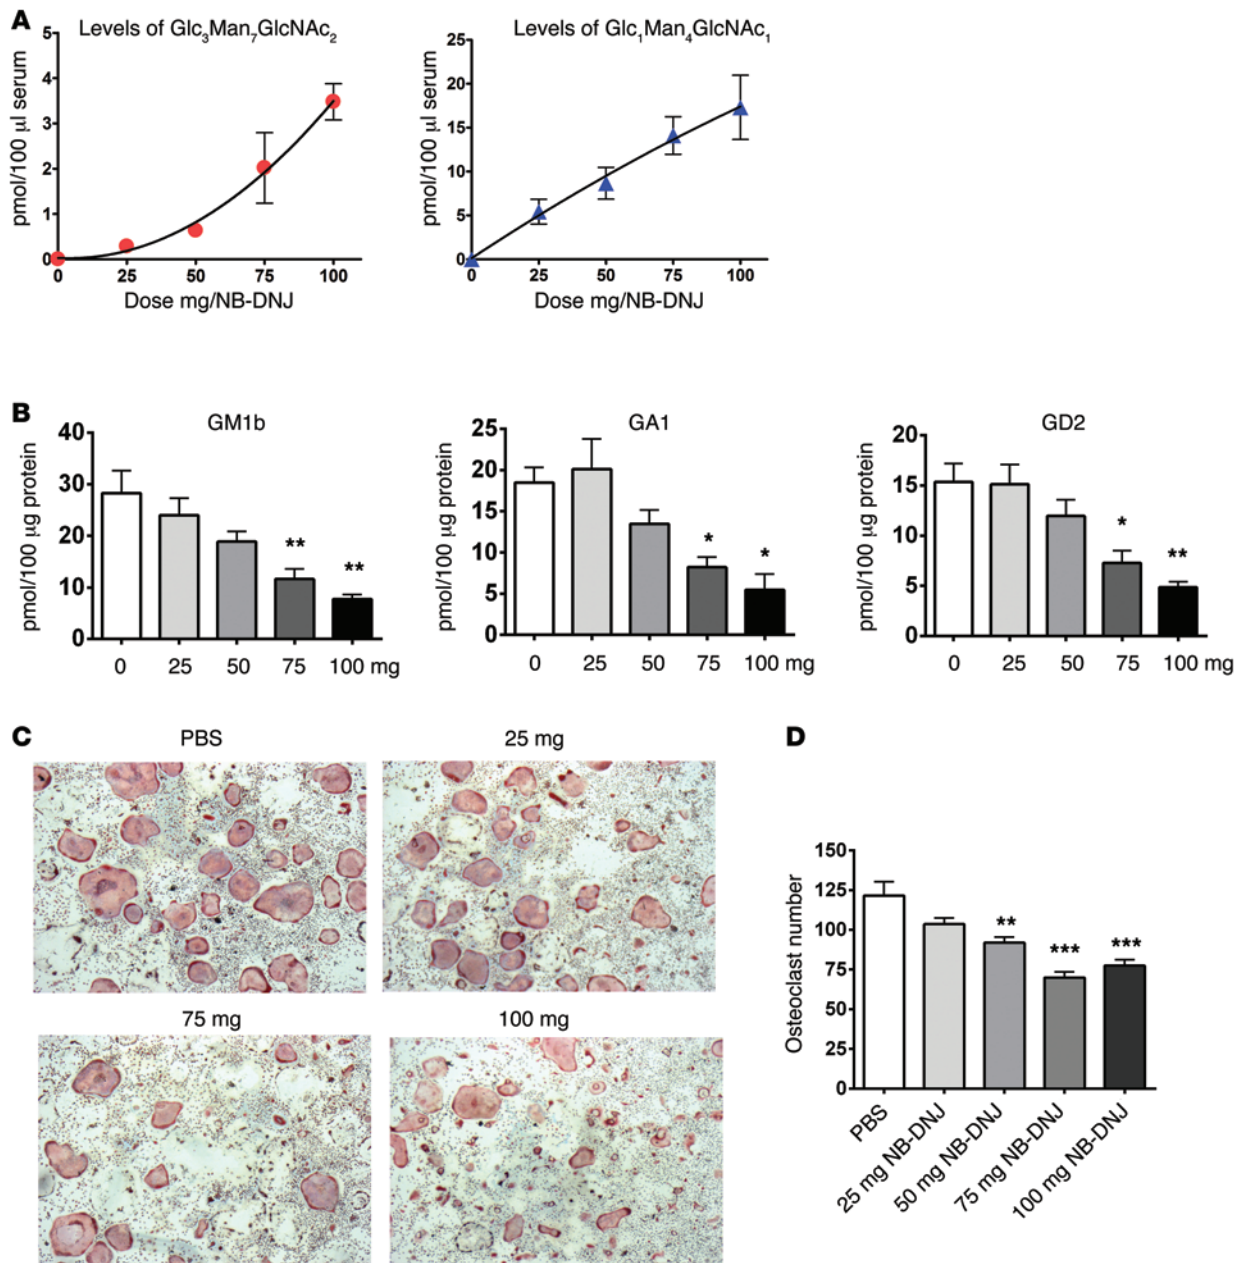 A
Levels of Glc3Man7GlcNAc2
pmol/100 µl serum
5
4
3
2
1
0
0 25 50 75 100
Dose mg/NB-DNJ
Levels of Glc1Man4GlcNAc1
pmol/100 µl serum
25
20
15
10
5
0
0 25 50 75 100
Dose mg/NB-DNJ
B
GM1b
pmol/100 µg protein
40
30
20
10
0
** **
0 25 50 75 100 mg
GA1
pmol/100 µg protein
25
20
15
10
5
0
* *
0 25 50 75 100 mg
GD2
pmol/100 µg protein
20
15
10
5
0
* **
0 25 50 75 100 mg
C
PBS
25 mg
75 mg
100 mg
D
Osteoclast number
150
125
100
75
50
25
0
** *** ***
PBS
25 mg NB-DNJ
50 mg NB-DNJ
75 mg NB-DNJ
100 mg NB-DNJ